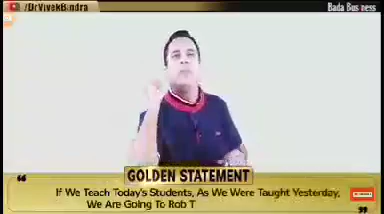 /DrVivekBindra
Bada Business
GOLDEN STATEMENT
If We Teach Today's Students, As We Were Taught Yesterday,
We Are Going To Rob T